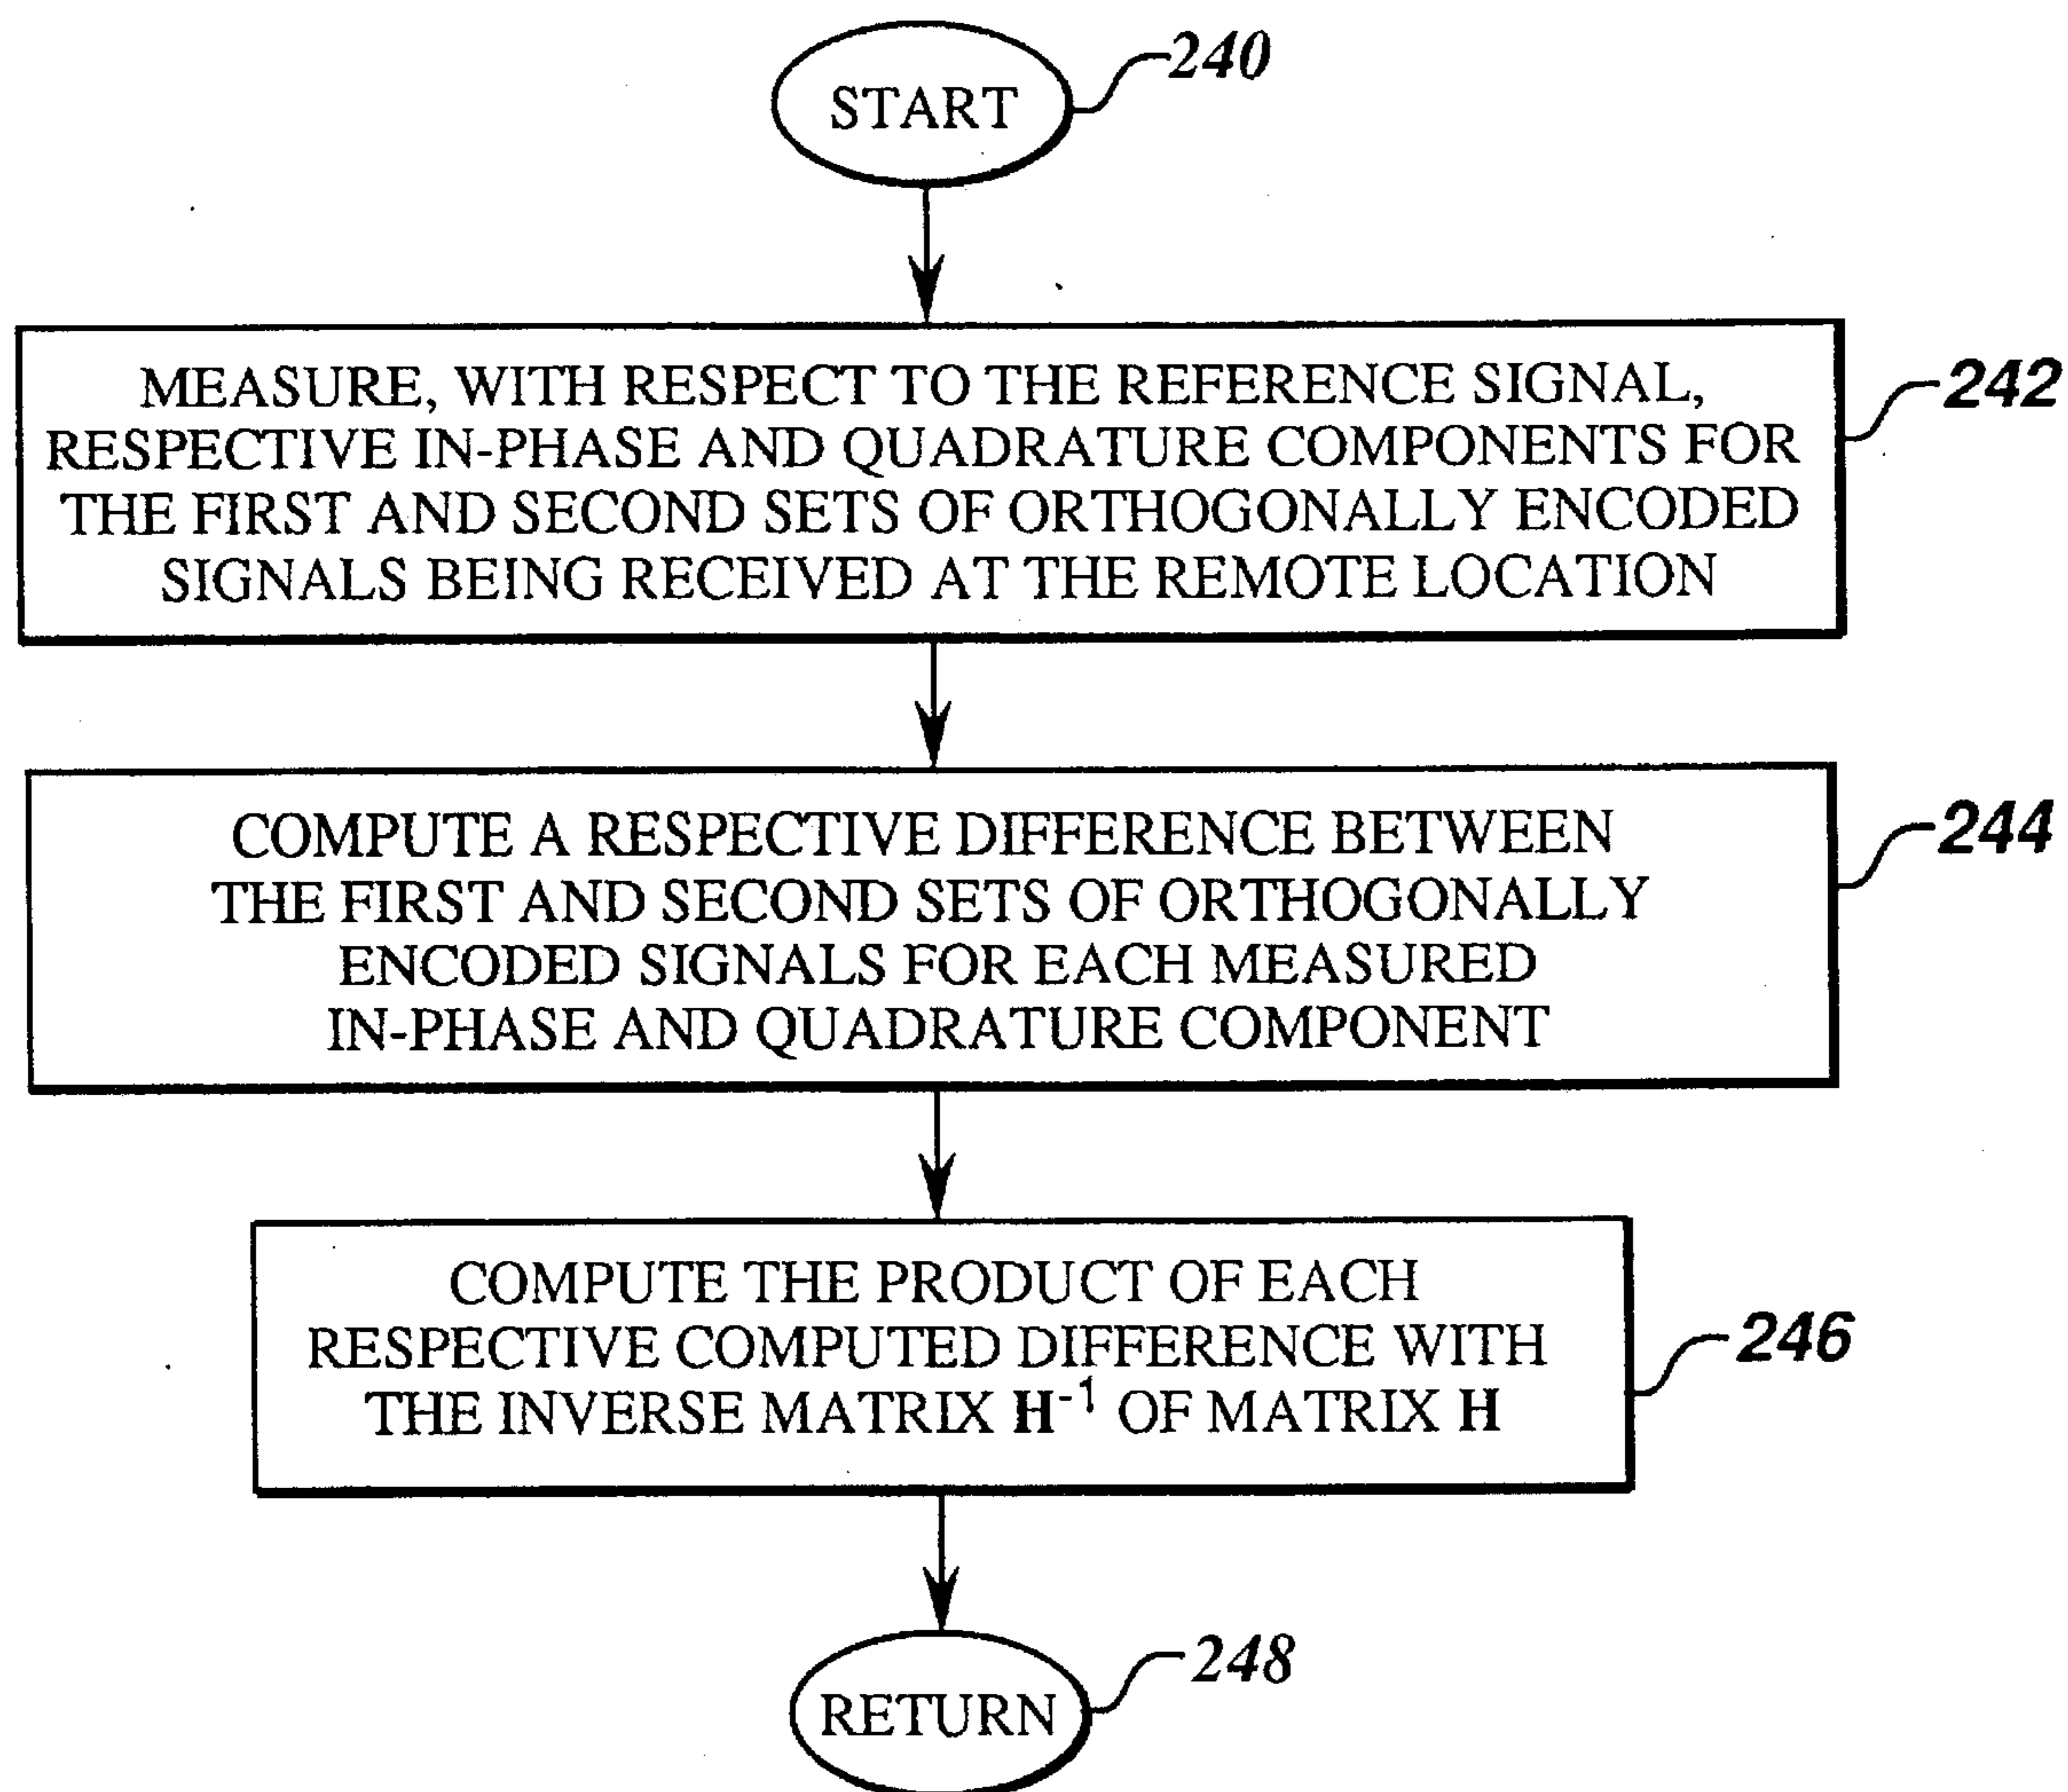 START
240
MEASURE, WITH RESPECT TO THE REFERENCE SIGNAL,
RESPECTIVE IN-PHASE AND QUADRATURE COMPONENTS FOR
THE FIRST AND SECOND SETS OF ORTHOGONALLY ENCODED
SIGNALS BEING RECEIVED AT THE REMOTE LOCATION
242
COMPUTE A RESPECTIVE DIFFERENCE BETWEEN
THE FIRST AND SECOND SETS OF ORTHOGONALLY
ENCODED SIGNALS FOR EACH MEASURED
IN-PHASE AND QUADRATURE COMPONENT
244
COMPUTE THE PRODUCT OF EACH
RESPECTIVE COMPUTED DIFFERENCE WITH
THE INVERSE MATRIX H⁻¹ OF MATRIX H
246
RETURN
248